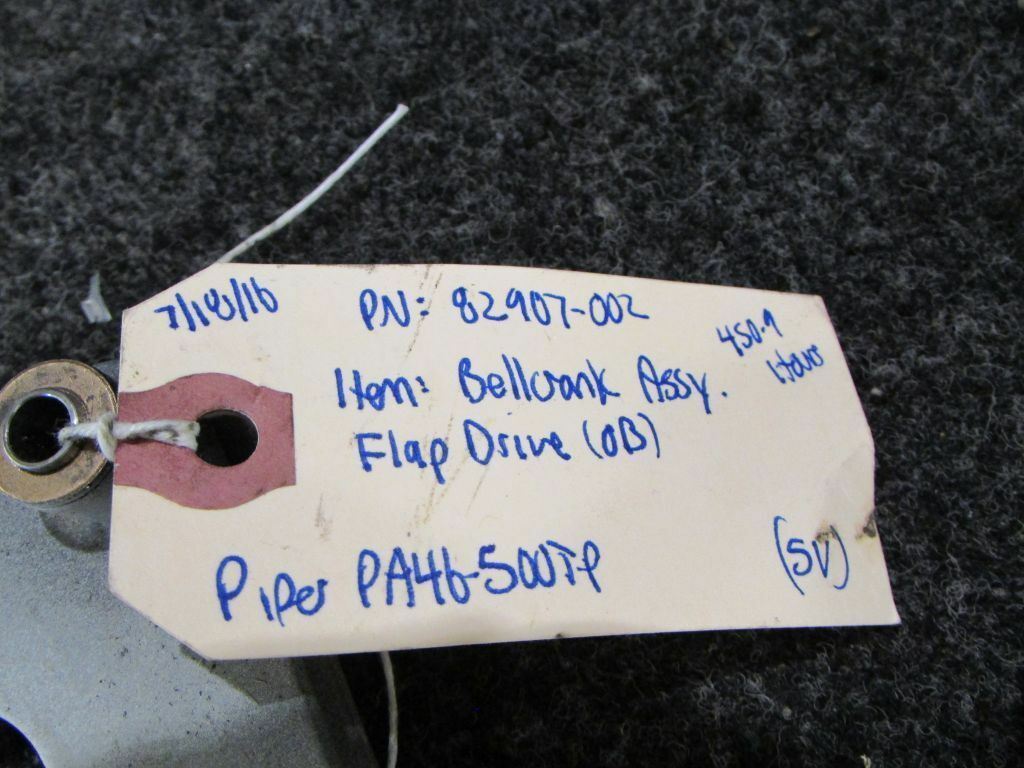 7/18/16
PN: 82907-002
450.9
Hours
Item: Bellcrank Assy.
Flap Drive (OB)
Piper PA46-500TP
(SV)